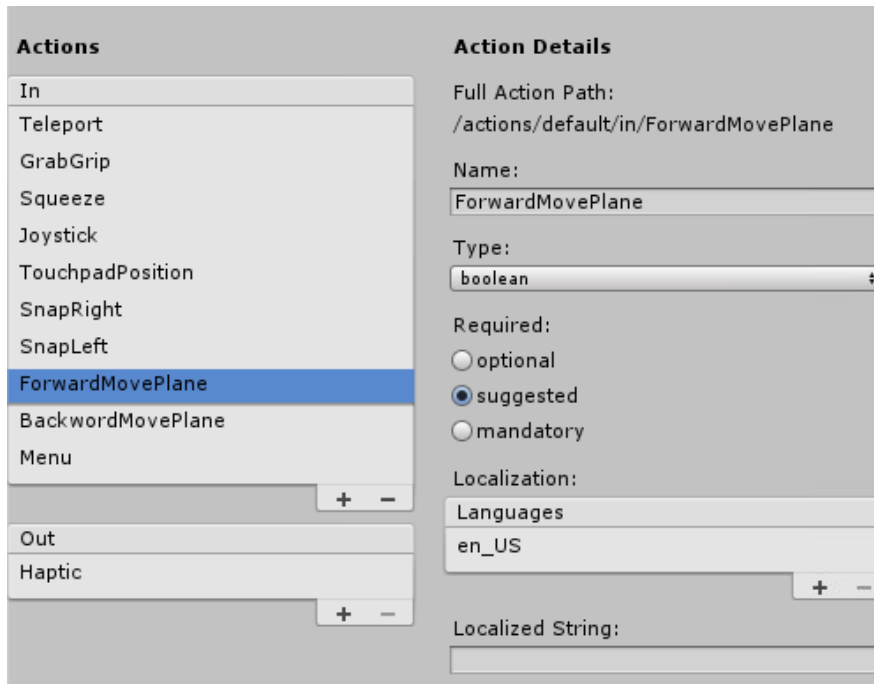 Actions
In
Teleport
GrabGrip
Squeeze
Joystick
TouchpadPosition
SnapRight
SnapLeft
ForwardMovePlane
BackwordMovePlane
Menu
+ −
Out
Haptic
+ −
Action Details
Full Action Path:
/actions/default/in/ForwardMovePlane
Name:
ForwardMovePlane
Type:
boolean
Required:
optional
suggested
mandatory
Localization:
Languages
en_US
+ −
Localized String: